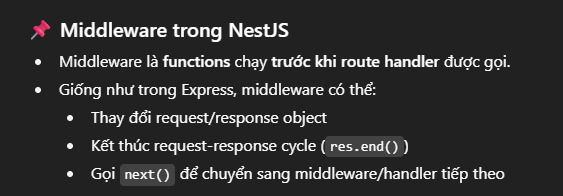 📌 Middleware trong NestJS
• Middleware là functions chạy trước khi route handler được gọi.
• Giống như trong Express, middleware có thể:
• Thay đổi request/response object
• Kết thúc request-response cycle (res.end())
• Gọi next() để chuyển sang middleware/handler tiếp theo